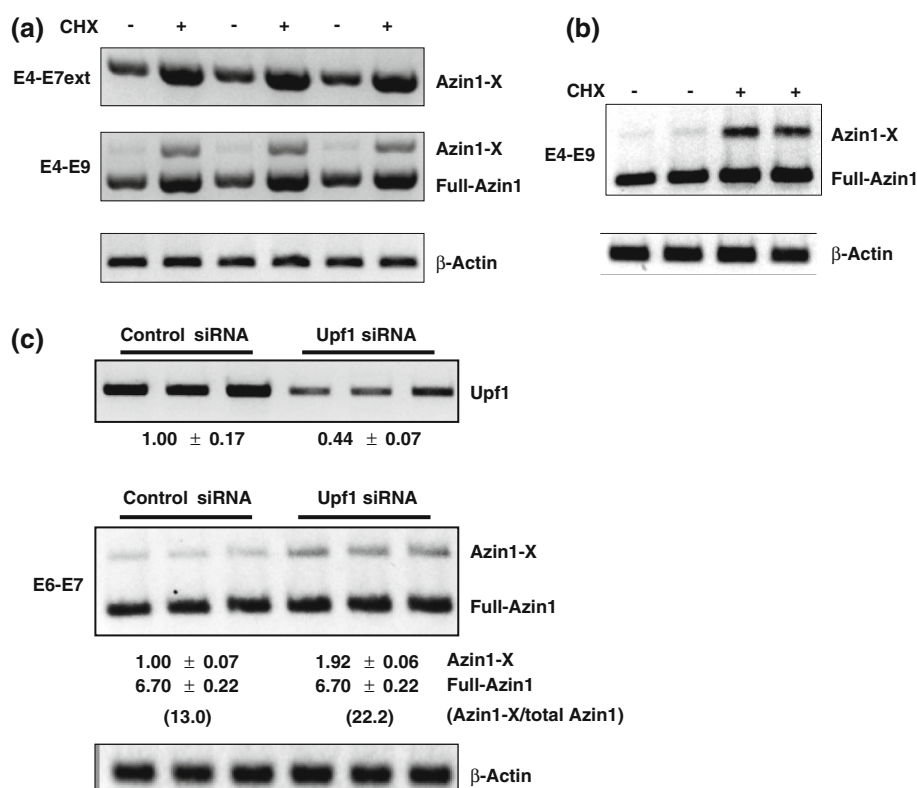 (a) CHX - + - + - +
E4-E7ext Azin1-X
Azin1-X
E4-E9
Full-Azin1
β-Actin
(b)
CHX - - + +
Azin1-X
E4-E9
Full-Azin1
β-Actin
(c) Control siRNA Upf1 siRNA
Upf1
1.00 ± 0.17 0.44 ± 0.07
Control siRNA Upf1 siRNA
Azin1-X
E6-E7
Full-Azin1
1.00 ± 0.07 1.92 ± 0.06 Azin1-X
6.70 ± 0.22 6.70 ± 0.22 Full-Azin1
(13.0) (22.2) (Azin1-X/total Azin1)
β-Actin